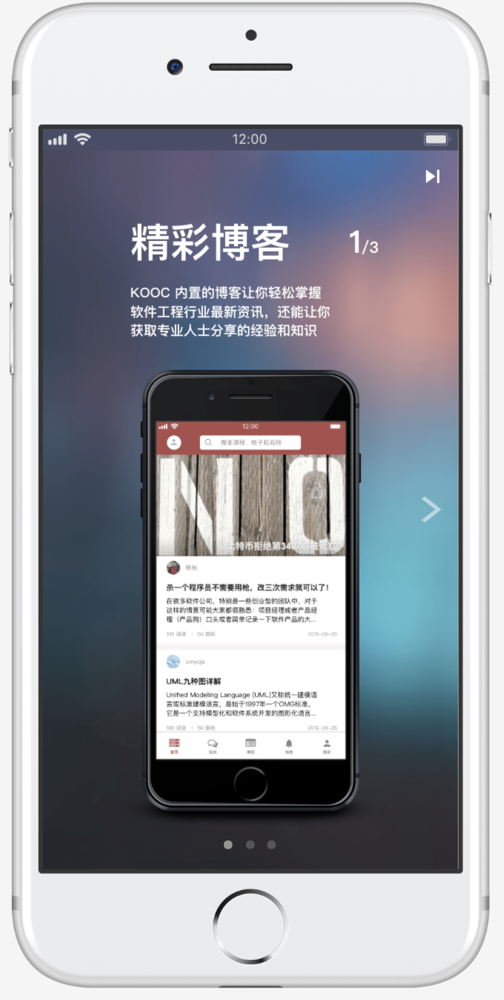 12:00
精彩博客
1/3
KOOC 内置的博客让你轻松掌握
软件工程行业最新资讯，还能让你
获取专业人士分享的经验和知识
12:00
搜索课程、帖子和名师
NO
比特币拒绝第340次"被死亡"
杨桜
杀一个程序员不需要用枪，改三次需求就可以了！
在很多软件公司，特别是一些创业型的团队中，对于
这样的情景可能大家都很熟悉：项目经理或者产品经
理（产品狗）口头或者简单记录一下软件产品的大...
198 阅读 · 50 跟帖
2018-09-25
cmycjs
UML九种图详解
Unified Modeling Language (UML)又称统一建模语
言或标准建模语言，是始于1997年一个OMG标准，
它是一个支持模型化和软件系统开发的图形化语言...
198 阅读 · 50 跟帖
2018-09-25
首页
论坛
课程
消息
我的